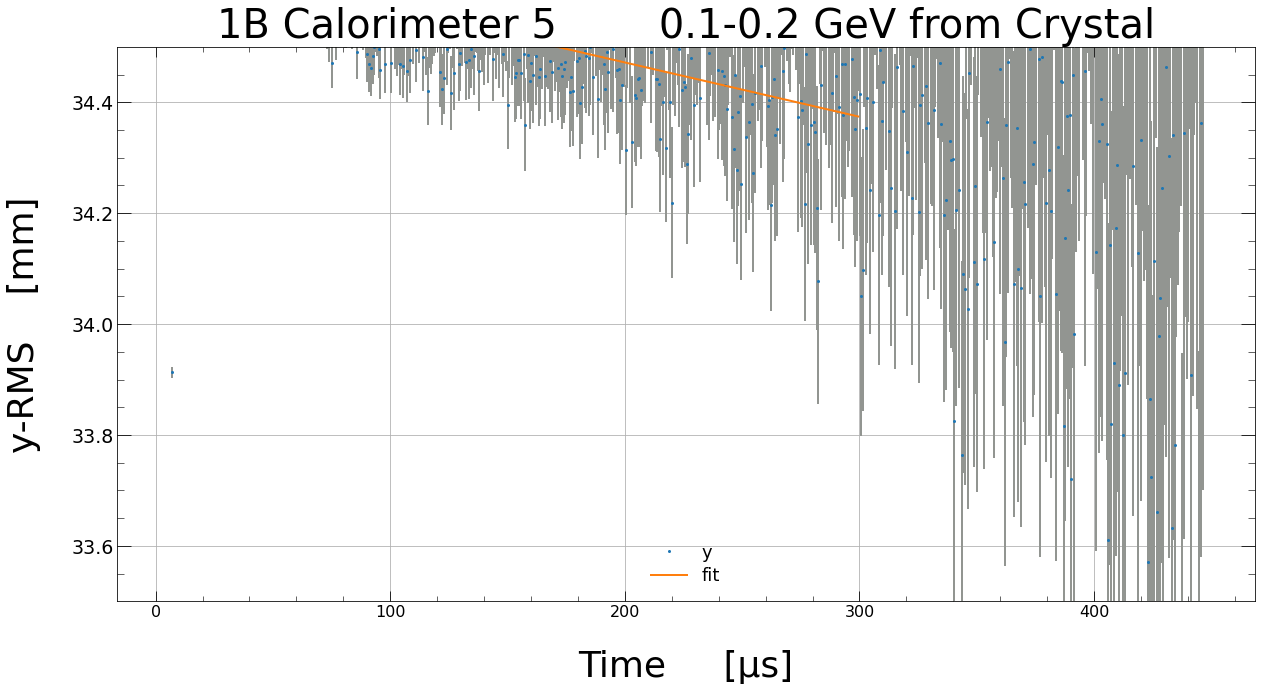 1B Calorimeter 5 0.1-0.2 GeV from Crystal
y-RMS [mm]
34.4
34.2
34.0
33.8
33.6
y
fit
0 100 200 300 400
Time [µs]